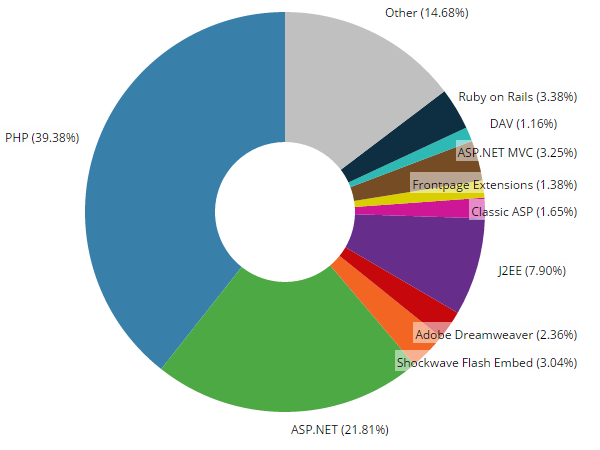 Other (14.68%)
Ruby on Rails (3.38%)
DAV (1.16%)
PHP (39.38%)
ASP.NET MVC (3.25%)
Frontpage Extensions (1.38%)
Classic ASP (1.65%)
J2EE (7.90%)
Adobe Dreamweaver (2.36%)
Shockwave Flash Embed (3.04%)
ASP.NET (21.81%)